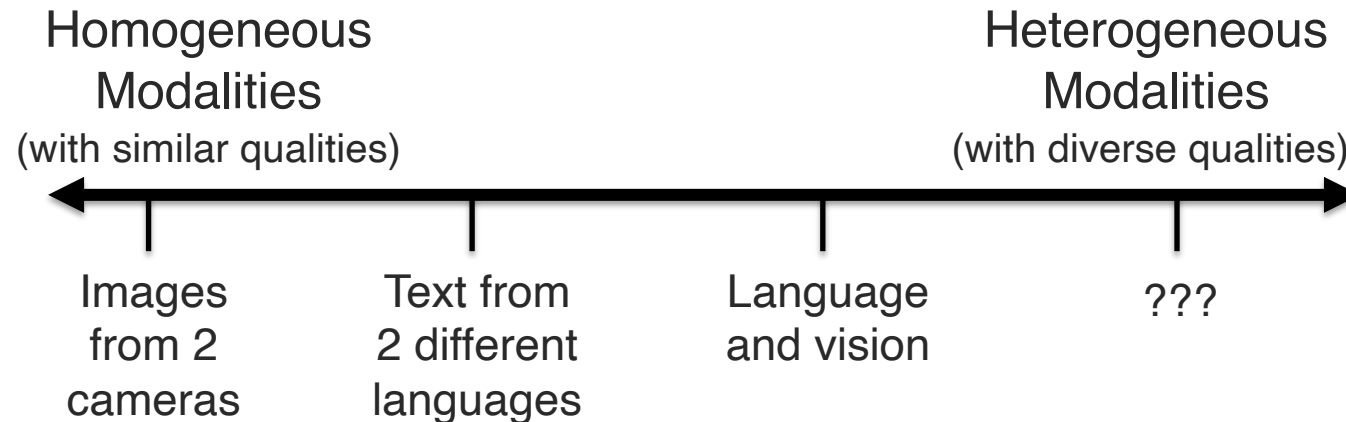 Homogeneous
Modalities
(with similar qualities)
Heterogeneous
Modalities
(with diverse qualities)
Images
from 2
cameras
Text from
2 different
languages
Language
and vision
???